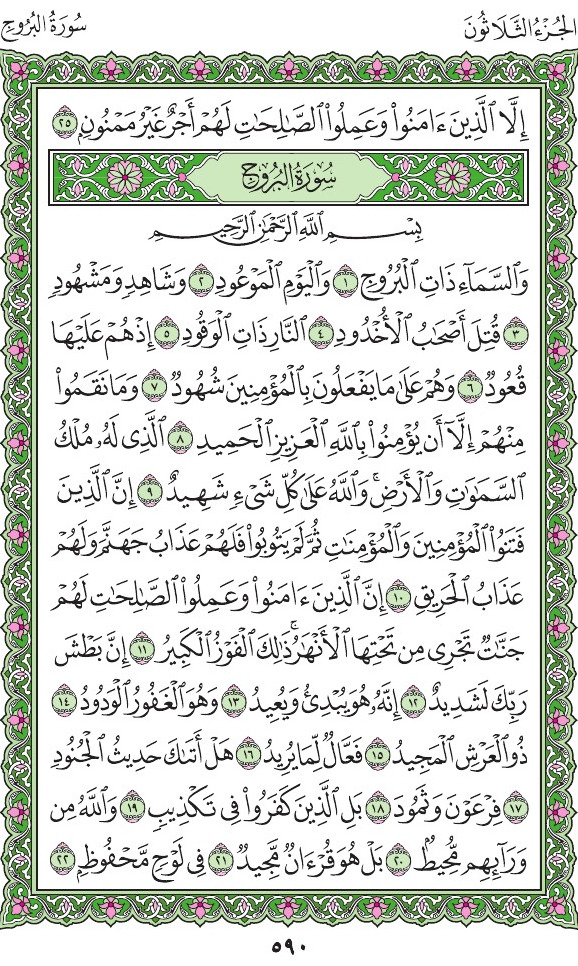 الجُزْءُ الثَّلَاثُونَ
سُورَةُ البُرُوجِ
إِلَّا ٱلَّذِينَ ءَامَنُوا۟ وَعَمِلُوا۟ ٱلصَّـٰلِحَـٰتِ لَهُمْ أَجْرٌ غَيْرُ مَمْنُونٍۭ ٢٥
سُورَةُ البُرُوجِ
بِسْمِ ٱللَّهِ ٱلرَّحْمَـٰنِ ٱلرَّحِيمِ
وَٱلسَّمَآءِ ذَاتِ ٱلْبُرُوجِ ١ وَٱلْيَوْمِ ٱلْمَوْعُودِ ٢ وَشَاهِدٍ وَمَشْهُودٍ
٣ قُتِلَ أَصْحَـٰبُ ٱلْأُخْدُودِ ٤ ٱلنَّارِ ذَاتِ ٱلْوَقُودِ ٥ إِذْ هُمْ عَلَيْهَا
قُعُودٌ ٦ وَهُمْ عَلَىٰ مَا يَفْعَلُونَ بِٱلْمُؤْمِنِينَ شُهُودٌ ٧ وَمَا نَقَمُوا۟
مِنْهُمْ إِلَّآ أَن يُؤْمِنُوا۟ بِٱللَّهِ ٱلْعَزِيزِ ٱلْحَمِيدِ ٨ ٱلَّذِى لَهُۥ مُلْكُ
ٱلسَّمَـٰوَٰتِ وَٱلْأَرْضِ ۚ وَٱللَّهُ عَلَىٰ كُلِّ شَىْءٍ شَهِيدٌ ٩ إِنَّ ٱلَّذِينَ
فَتَنُوا۟ ٱلْمُؤْمِنِينَ وَٱلْمُؤْمِنَـٰتِ ثُمَّ لَمْ يَتُوبُوا۟ فَلَهُمْ عَذَابُ جَهَنَّمَ وَلَهُمْ
عَذَابُ ٱلْحَرِيقِ ١٠ إِنَّ ٱلَّذِينَ ءَامَنُوا۟ وَعَمِلُوا۟ ٱلصَّـٰلِحَـٰتِ لَهُمْ
جَنَّـٰتٌ تَجْرِى مِن تَحْتِهَا ٱلْأَنْهَـٰرُ ۚ ذَٰلِكَ ٱلْفَوْزُ ٱلْكَبِيرُ ١١ إِنَّ بَطْشَ
رَبِّكَ لَشَدِيدٌ ١٢ إِنَّهُۥ هُوَ يُبْدِئُ وَيُعِيدُ ١٣ وَهُوَ ٱلْغَفُورُ ٱلْوَدُودُ ١٤
ذُو ٱلْعَرْشِ ٱلْمَجِيدُ ١٥ فَعَّالٌ لِّمَا يُرِيدُ ١٦ هَلْ أَتَىٰكَ حَدِيثُ ٱلْجُنُودِ
١٧ فِرْعَوْنَ وَثَمُودَ ١٨ بَلِ ٱلَّذِينَ كَفَرُوا۟ فِى تَكْذِيبٍ ١٩ وَٱللَّهُ مِن
وَرَآئِهِم مُّحِيطٌۢ ٢٠ بَلْ هُوَ قُرْءَانٌ مَّجِيدٌ ٢١ فِى لَوْحٍ مَّحْفُوظٍۭ ٢٢
٥٩٠